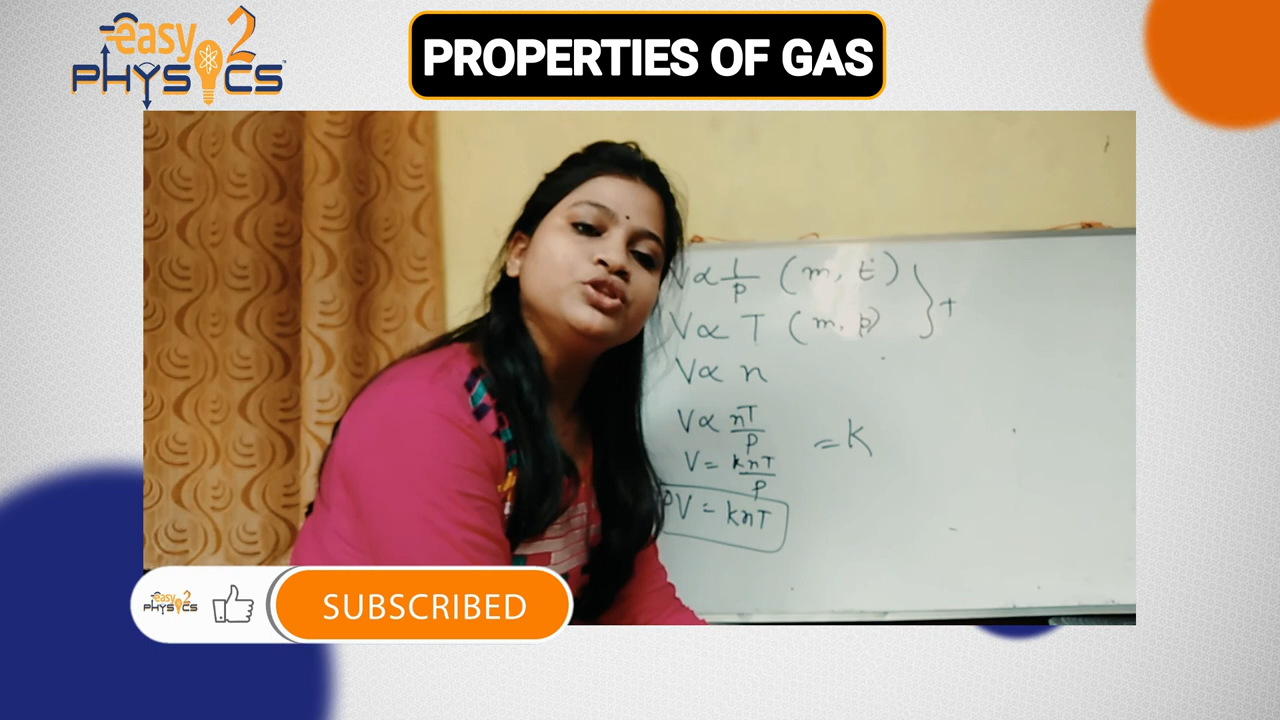 easy 2
PHYSICS
PROPERTIES OF GAS
V ∝ 1/P (m, t)
V ∝ T (m, p) } +
V ∝ n
V ∝ nT/P = K
V = knT/P
PV = knT
easy 2
PHYSICS
SUBSCRIBED